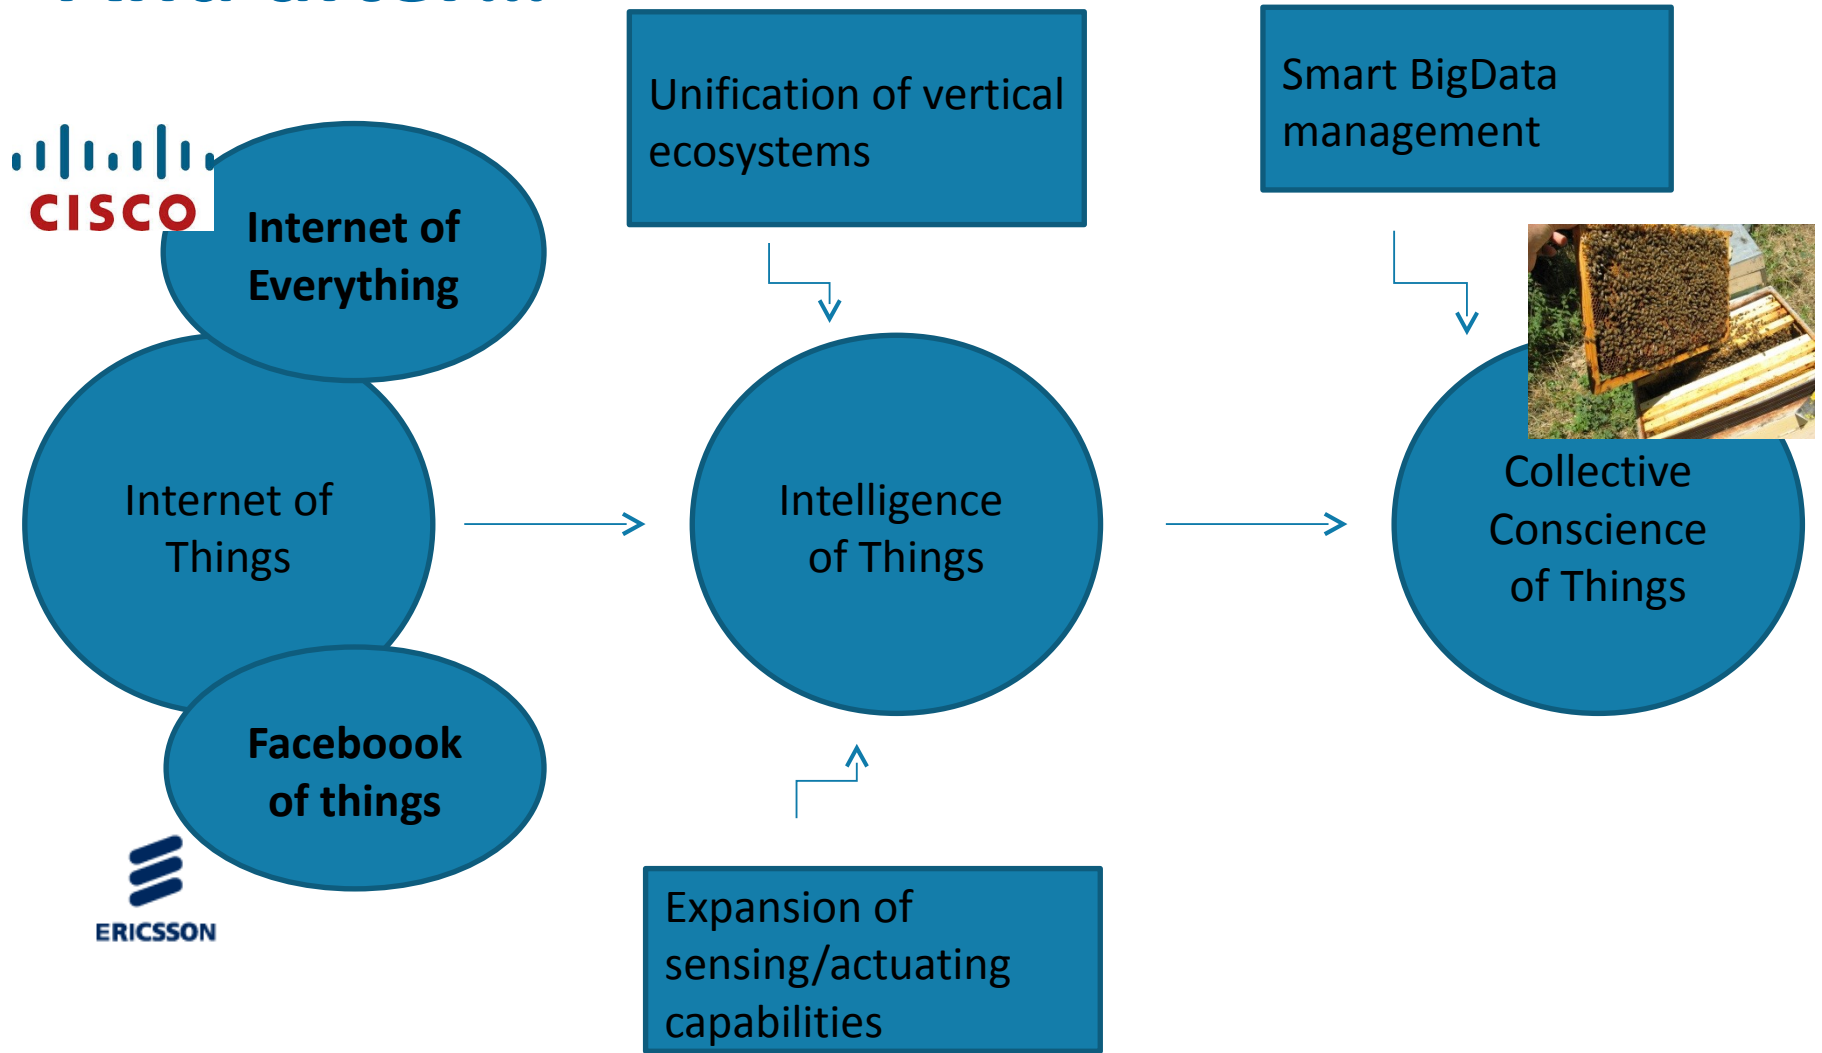 Unification of vertical
ecosystems
Smart BigData
management
CISCO
Internet of
Everything
Internet of
Things
Intelligence
of Things
Collective
Conscience
of Things
Faceboook
of things
ERICSSON
Expansion of
sensing/actuating
capabilities